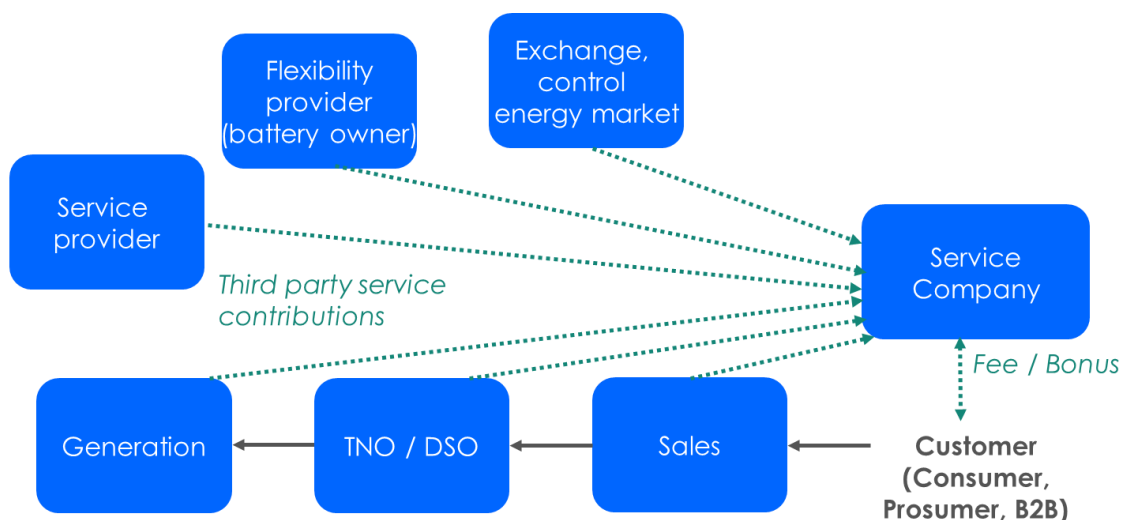 Exchange,
control
energy market
Flexibility
provider
(battery owner)
Service
provider
Service
Company
Third party service
contributions
Fee / Bonus
Generation
TNO / DSO
Sales
Customer
(Consumer,
Prosumer, B2B)